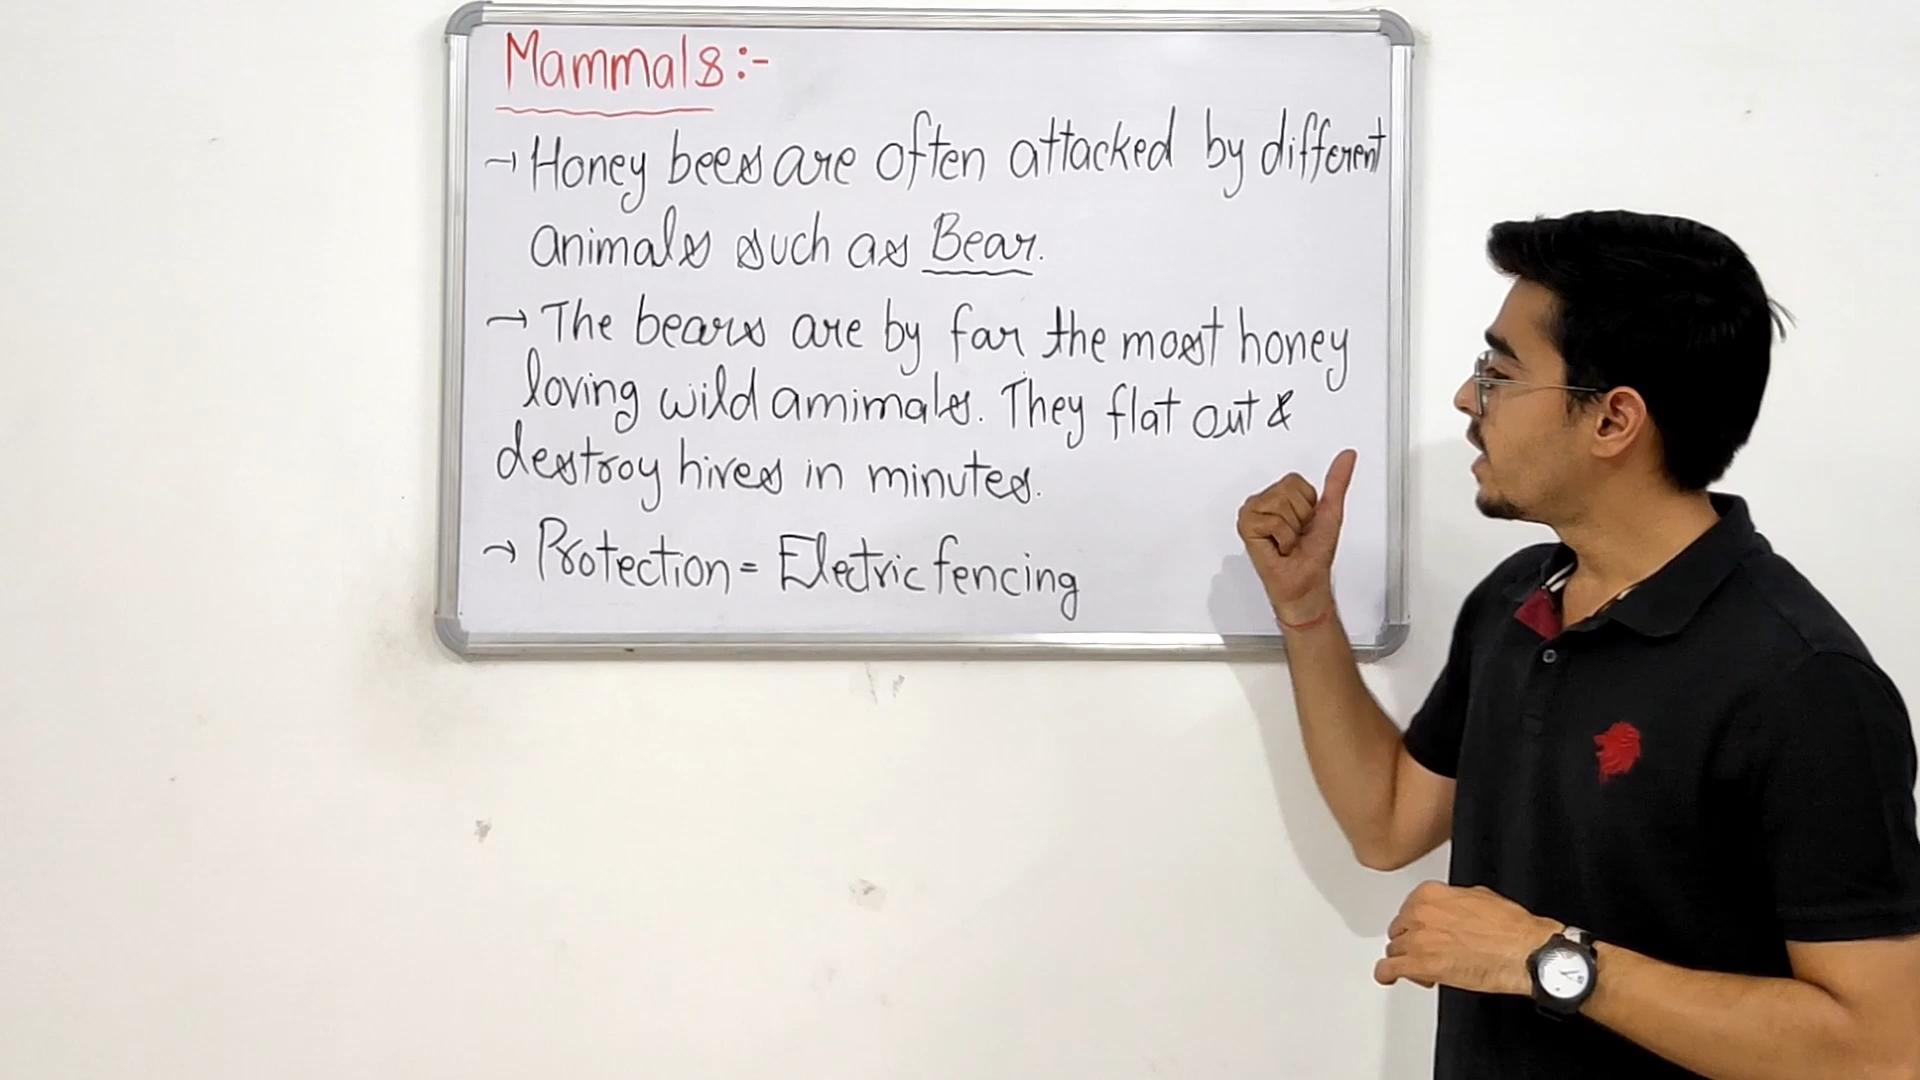 Mammals :-
→ Honey bees are often attacked by different
animals such as Bear.
→ The bears are by far the most honey
loving wild amimals. They flat out &
destroy hives in minutes.
→ Protection = Electric fencing